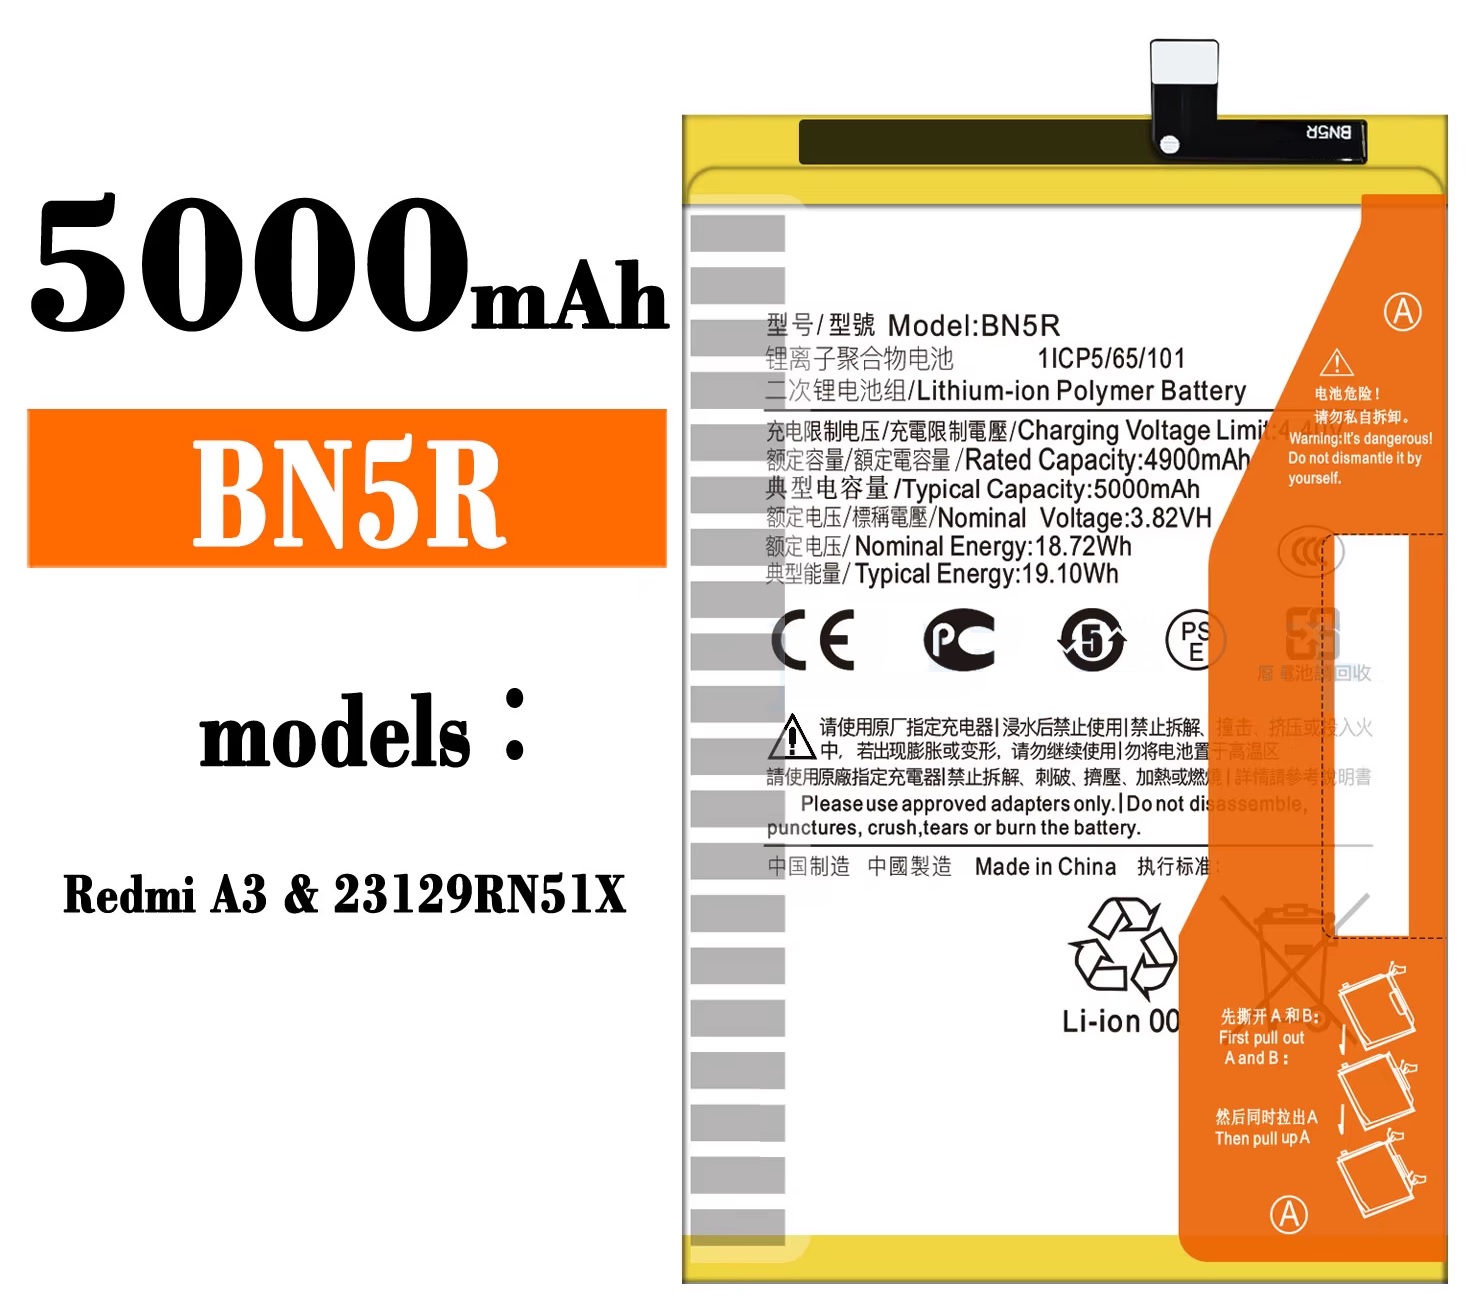 5000mAh
BN5R
models：
Redmi A3 & 23129RN51X
BN5R
型号/型號 Model:BN5R
锂离子聚合物电池 1ICP5/65/101
二次锂电池组/Lithium-ion Polymer Battery
充电限制电压/充電限制電壓/Charging Voltage Limit:4.40V
额定容量/額定電容量/Rated Capacity:4900mAh
典型电容量/Typical Capacity:5000mAh
额定电压/標稱電壓/Nominal Voltage:3.82VH
额定电压/Nominal Energy:18.72Wh
典型能量/Typical Energy:19.10Wh
CE PC 5 PS E
CCC
廢電池請回收
请使用原厂指定充电器|浸水后禁止使用|禁止拆解、撞击、挤压或投入火
中，若出现膨胀或变形，请勿继续使用|勿将电池置于高温区
請使用原廠指定充電器|禁止拆解、刺破、擠壓、加熱或燃燒|詳情請參考說明書
Please use approved adapters only.|Do not disassemble,
punctures, crush,tears or burn the battery.
中国制造 中國製造 Made in China 执行标准:
Li-ion 00
A
电池危险！
请勿私自拆卸。
Warning:It's dangerous!
Do not dismantle it by
yourself.
先撕开A和B:
First pull out
A and B :
然后同时拉出A
Then pull up A
A